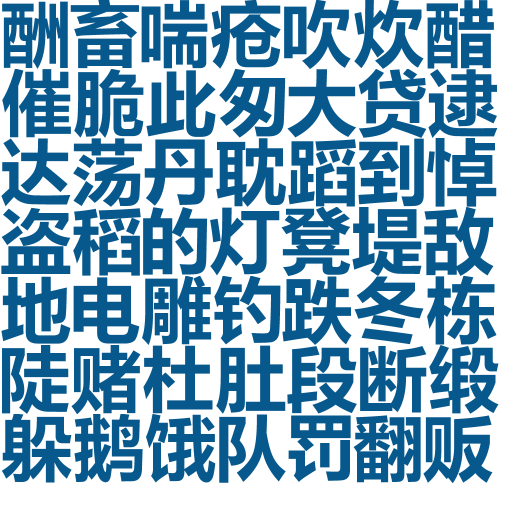 酬畜喘疮吹炊醋
催脆此匆大贷逮
达荡丹耽蹈到悼
盗稻的灯凳堤敌
地电雕钓跌冬栋
陡赌杜肚段断缎
躲鹅饿队罚翻贩